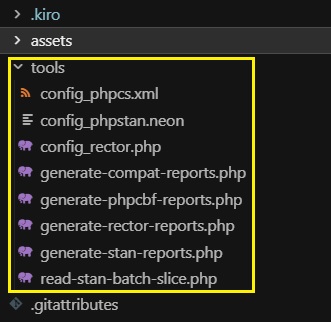 .kiro
assets
tools
config_phpcs.xml
config_phpstan.neon
config_rector.php
generate-compat-reports.php
generate-phpcbf-reports.php
generate-rector-reports.php
generate-stan-reports.php
read-stan-batch-slice.php
.gitattributes